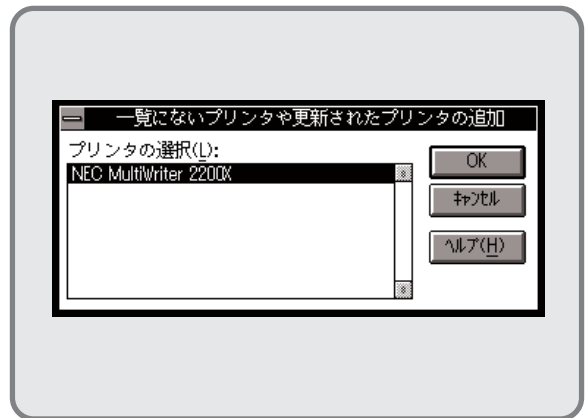 一覧にないプリンタや更新されたプリンタの追加
プリンタの選択(L):
NEC MultiWriter 2200X
OK
キャンセル
ヘルプ(H)